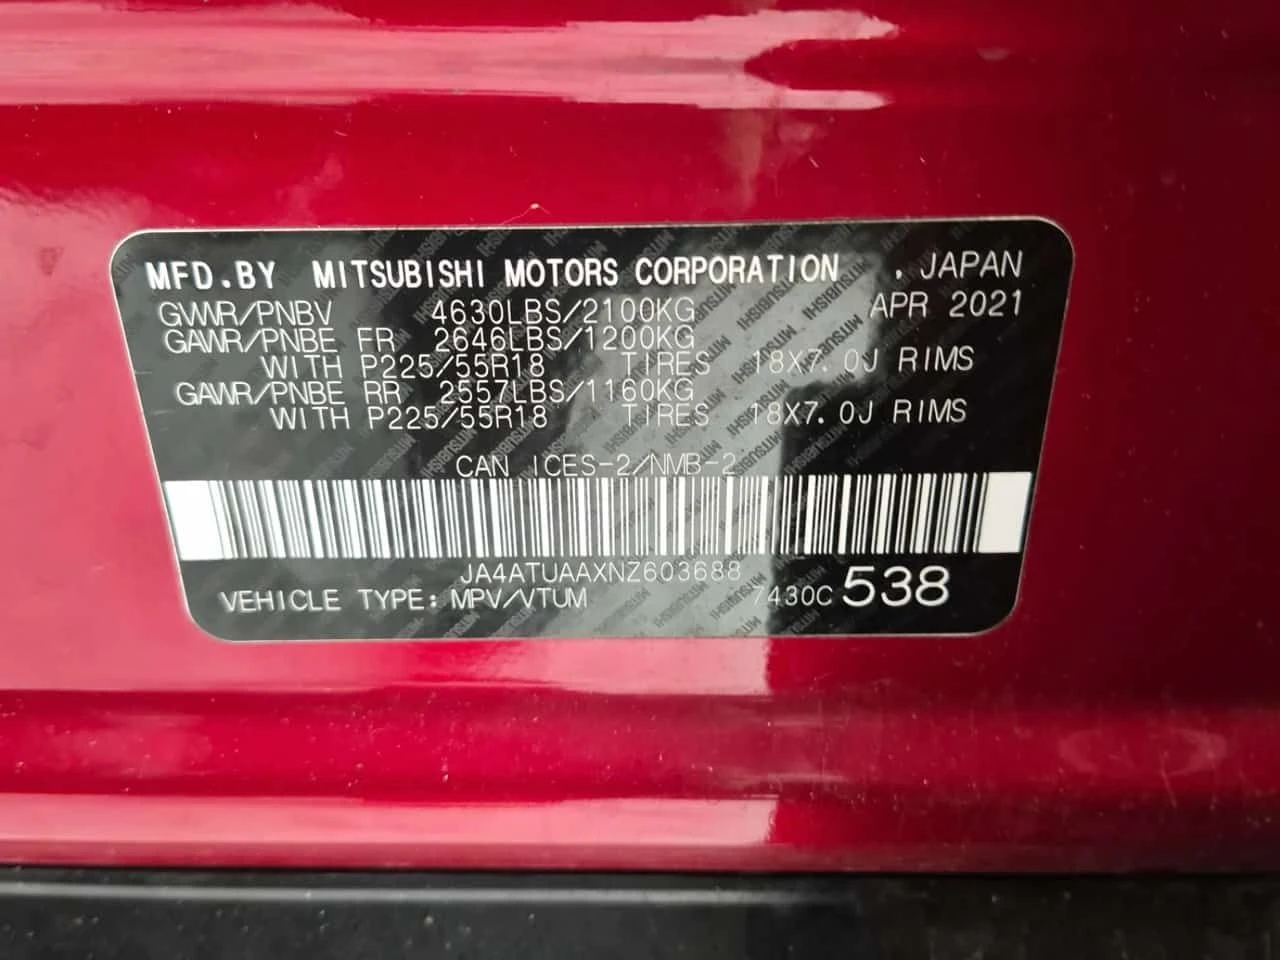 MFD.BY MITSUBISHI MOTORS CORPORATION . JAPAN
GVWR/PNBV 4630LBS/2100KG APR 2021
GAWR/PNBE FR 2646LBS/1200KG
WITH P225/55R18 TIRES 18X7.0J RIMS
GAWR/PNBE RR 2557LBS/1160KG
WITH P225/55R18 TIRES 18X7.0J RIMS
CAN ICES-2/NMB-2
JA4ATUAAXNZ603688
VEHICLE TYPE: MPV/VTUM 7430C 538